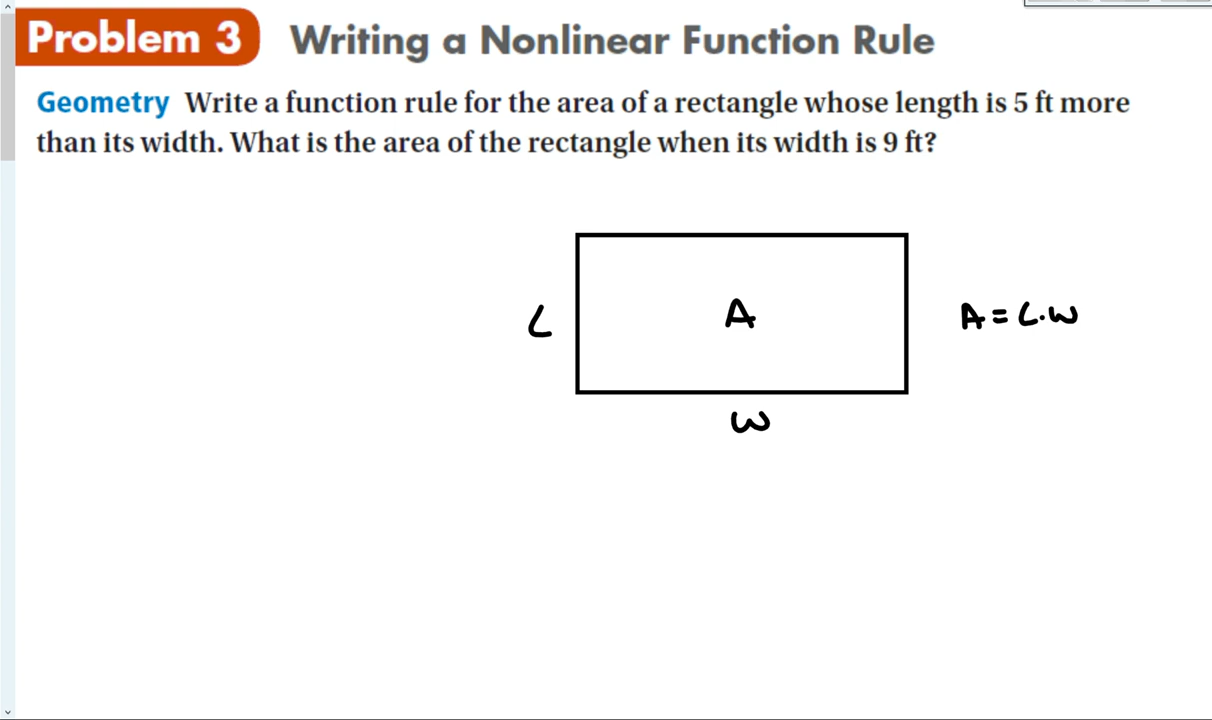 Problem 3 Writing a Nonlinear Function Rule
Geometry Write a function rule for the area of a rectangle whose length is 5 ft more
than its width. What is the area of the rectangle when its width is 9 ft?
L A A = L·W
W